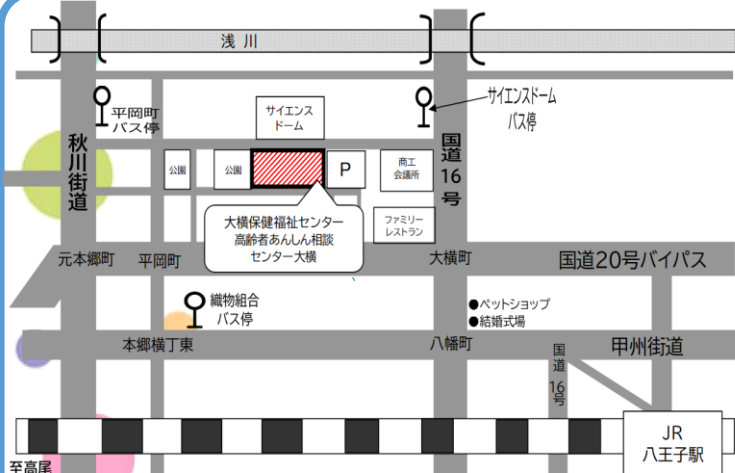 浅川
平岡町
バス停
サイエンス
ドーム
サイエンスドーム
バス停
秋川街道
公園
公園
P
商工
会議所
国道16号
大横保健福祉センター
高齢者あんしん相談
センター大横
ファミリー
レストラン
元本郷町
平岡町
大横町
国道20号バイパス
織物組合
バス停
●ペットショップ
●結婚式場
本郷横丁東
八幡町
国道16号
甲州街道
JR
八王子駅
至高尾